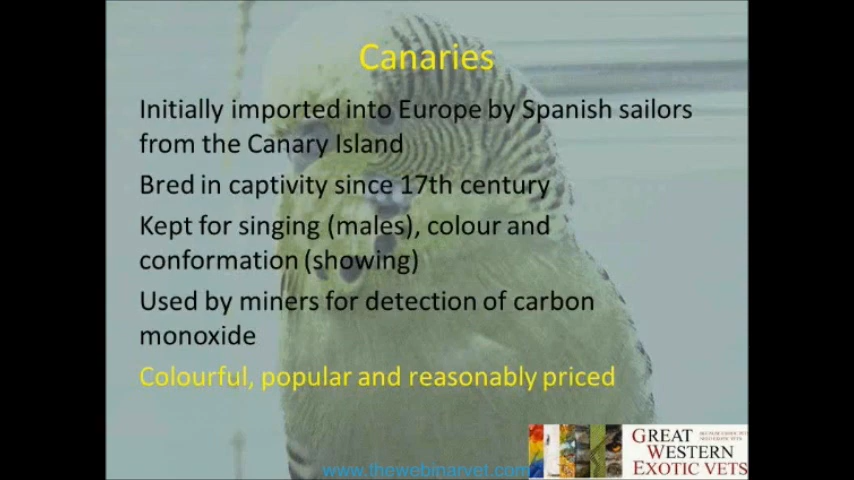 Canaries
Initially imported into Europe by Spanish sailors
from the Canary Island
Bred in captivity since 17th century
Kept for singing (males), colour and
conformation (showing)
Used by miners for detection of carbon
monoxide
Colourful, popular and reasonably priced
GREAT
WESTERN
EXOTIC VETS
www.thewebinarvet.com